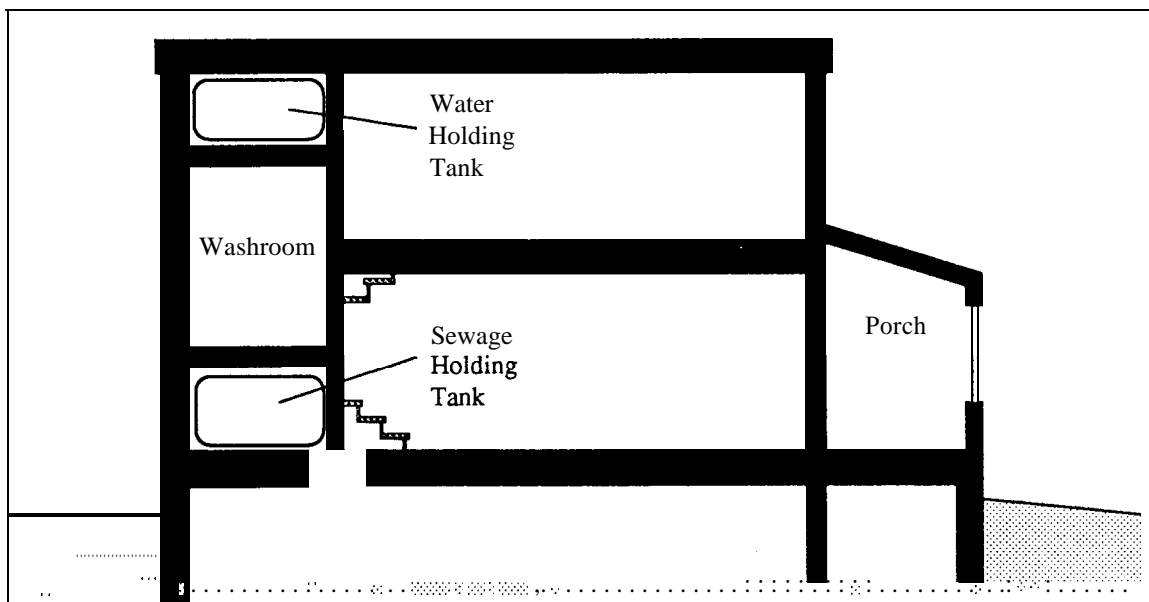 Water
Holding
Tank
Washroom
Sewage
Holding
Tank
Porch